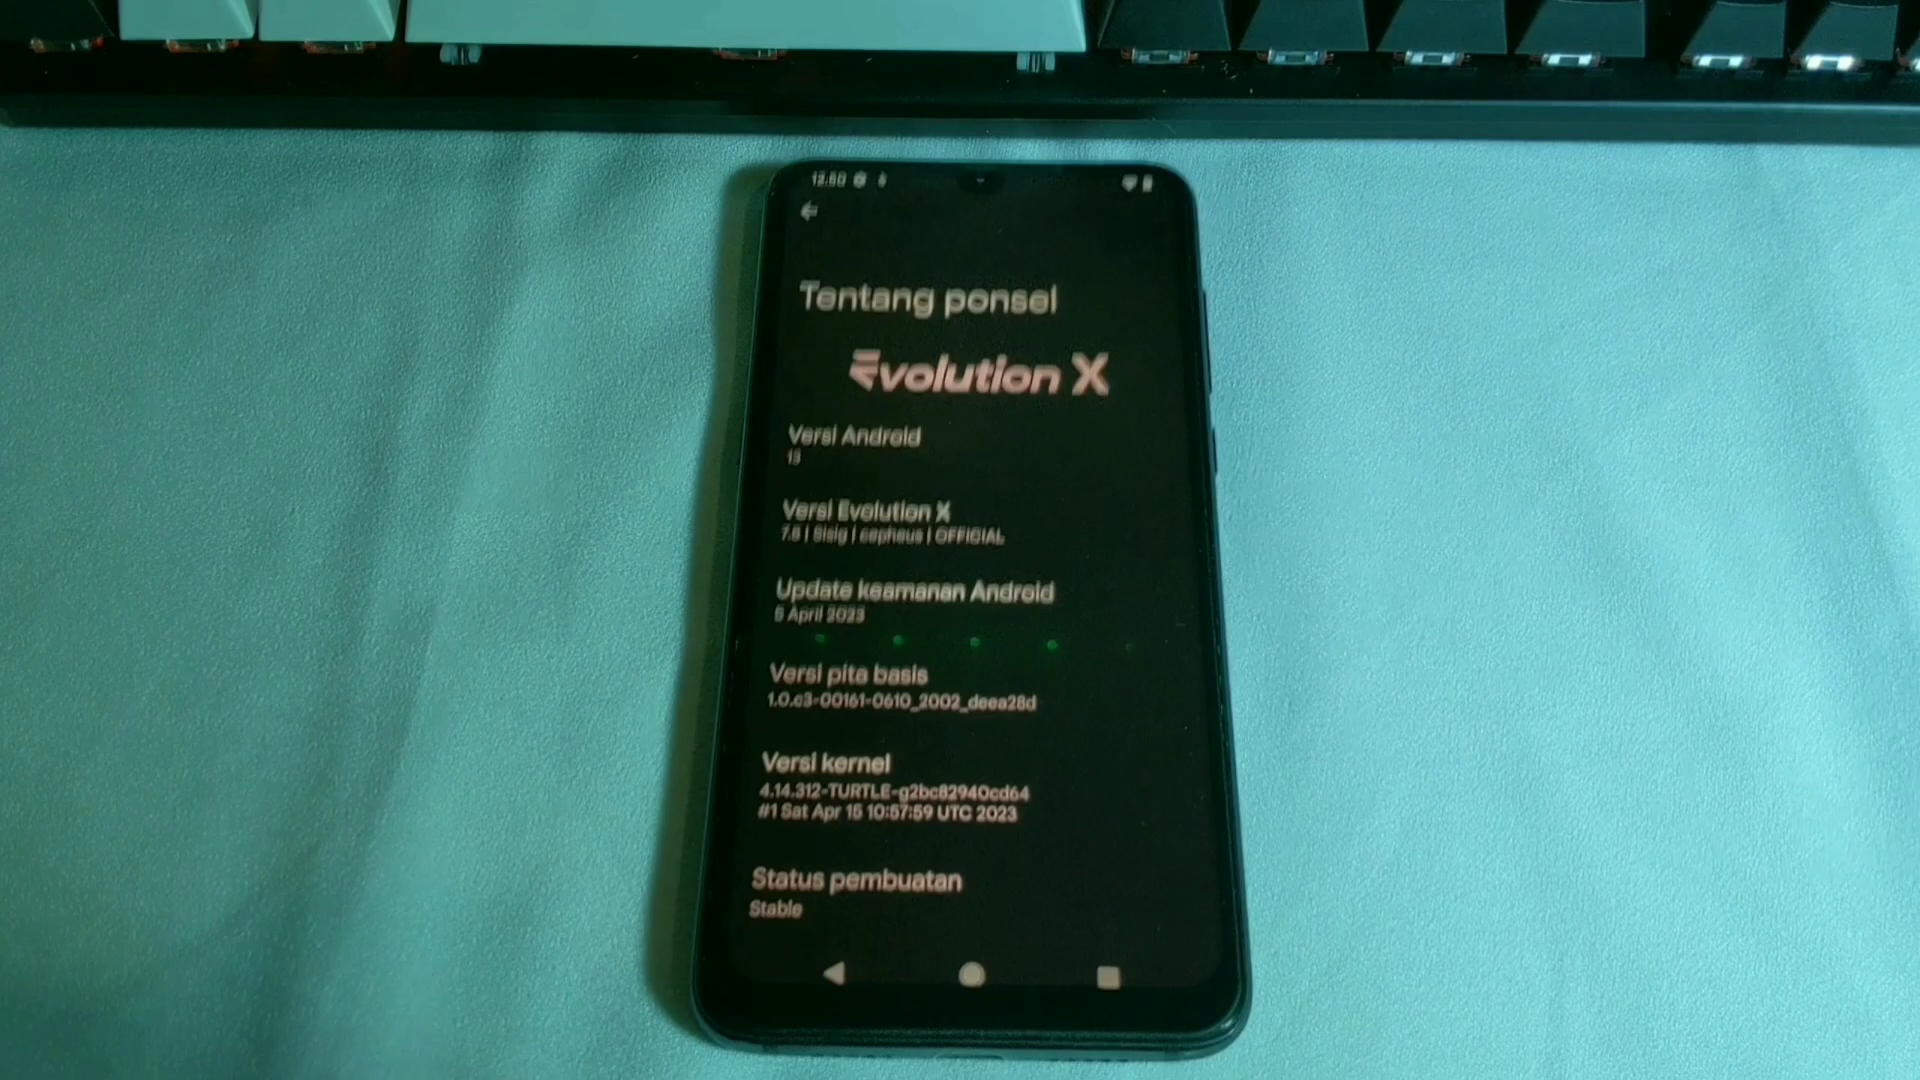 12.50
Tentang ponsel
Evolution X
Versi Android
13
Versi Evolution X
7.8 | Sisig | cepheus | OFFICIAL
Update keamanan Android
5 April 2023
Versi pita basis
1.0.c3-00161-0610_2002_deea28d
Versi kernel
4.14.312-TURTLE-g2bc82940cd64
#1 Sat Apr 15 10:57:59 UTC 2023
Status pembuatan
Stable